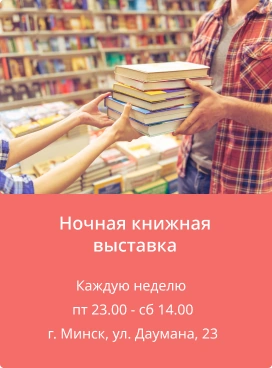 Ночная книжная
выставка
Каждую неделю
пт 23.00 - сб 14.00
г. Минск, ул. Даумана, 23